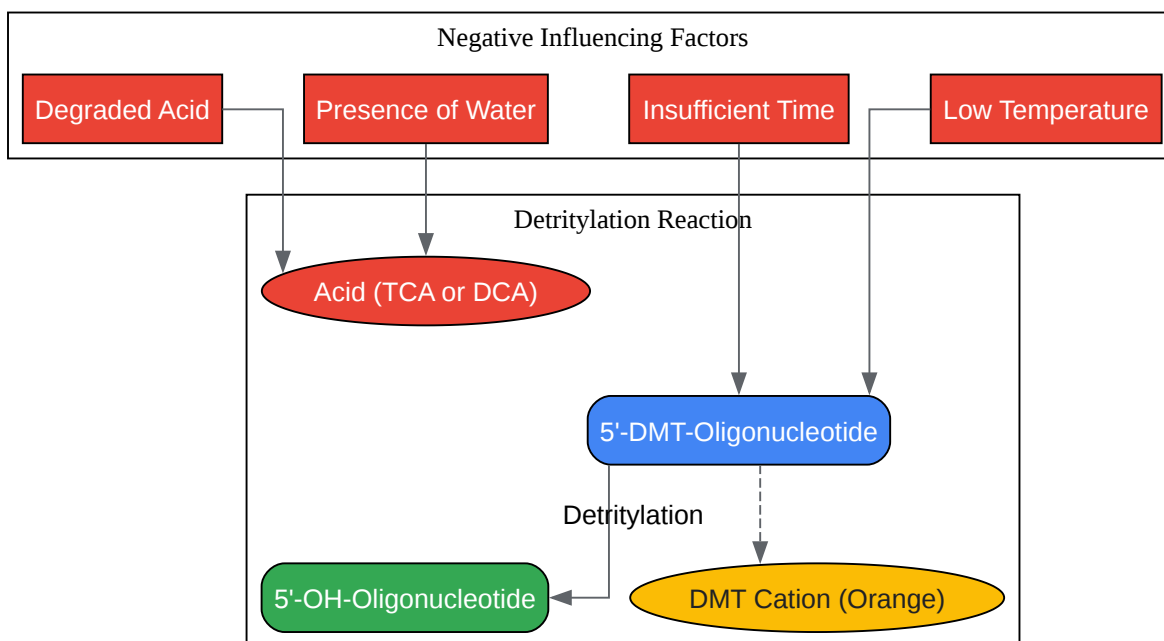 Negative Influencing Factors
Degraded Acid
Presence of Water
Insufficient Time
Low Temperature
Detritylation Reaction
Acid (TCA or DCA)
5'-DMT-Oligonucleotide
Detritylation
5'-OH-Oligonucleotide
DMT Cation (Orange)